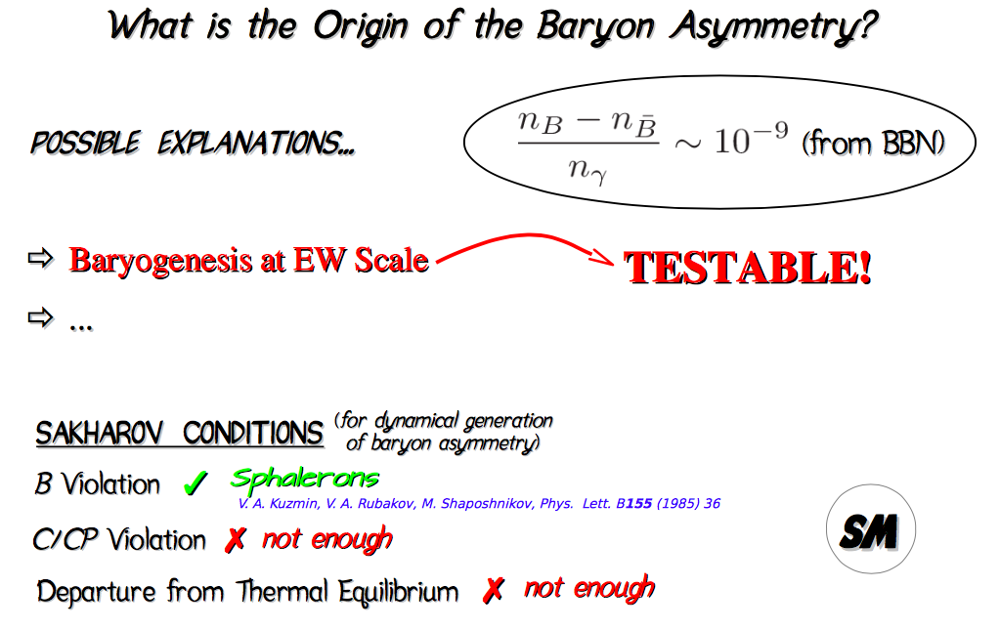 What is the Origin of the Baryon Asymmetry?
POSSIBLE EXPLANATIONS...
n_B − n_B̄ / n_γ ∼ 10⁻⁹ (from BBN)
⇨ Baryogenesis at EW Scale
TESTABLE!
⇨ ...
SAKHAROV CONDITIONS (for dynamical generation
of baryon asymmetry)
B Violation ✓ Sphalerons
V. A. Kuzmin, V. A. Rubakov, M. Shaposhnikov, Phys. Lett. B155 (1985) 36
C/CP Violation ✗ not enough
SM
Departure from Thermal Equilibrium ✗ not enough